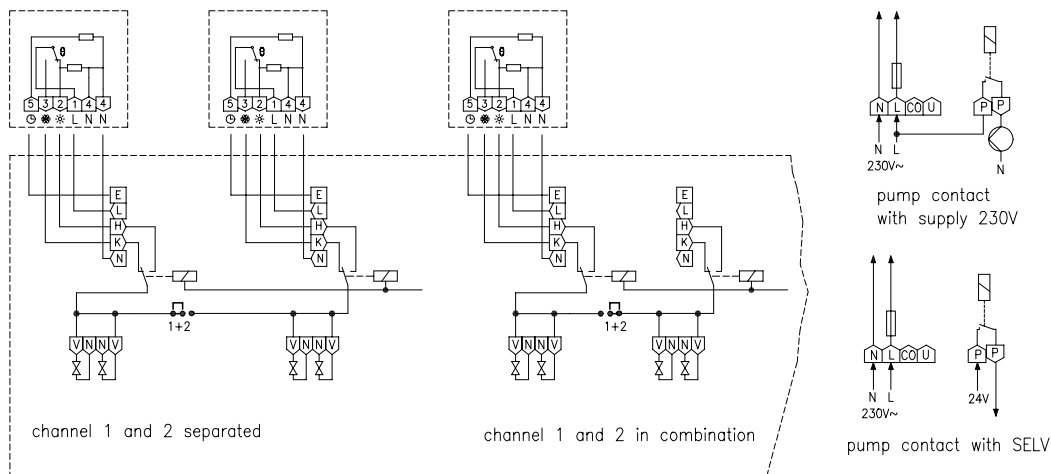 5 3 2 1 4 4
L N N
5 3 2 1 4 4
L N N
5 3 2 1 4 4
L N N
E
L
H
K
N
E
L
H
K
N
E
L
H
K
N
E
L
H
K
N
1+2
1+2
V N N V
V N N V
V N N V
V N N V
channel 1 and 2 separated
channel 1 and 2 in combination
N L CO U
P P
N L
230V~
N
pump contact
with supply 230V
N L CO U
P P
N L
230V~
24V
pump contact with SELV